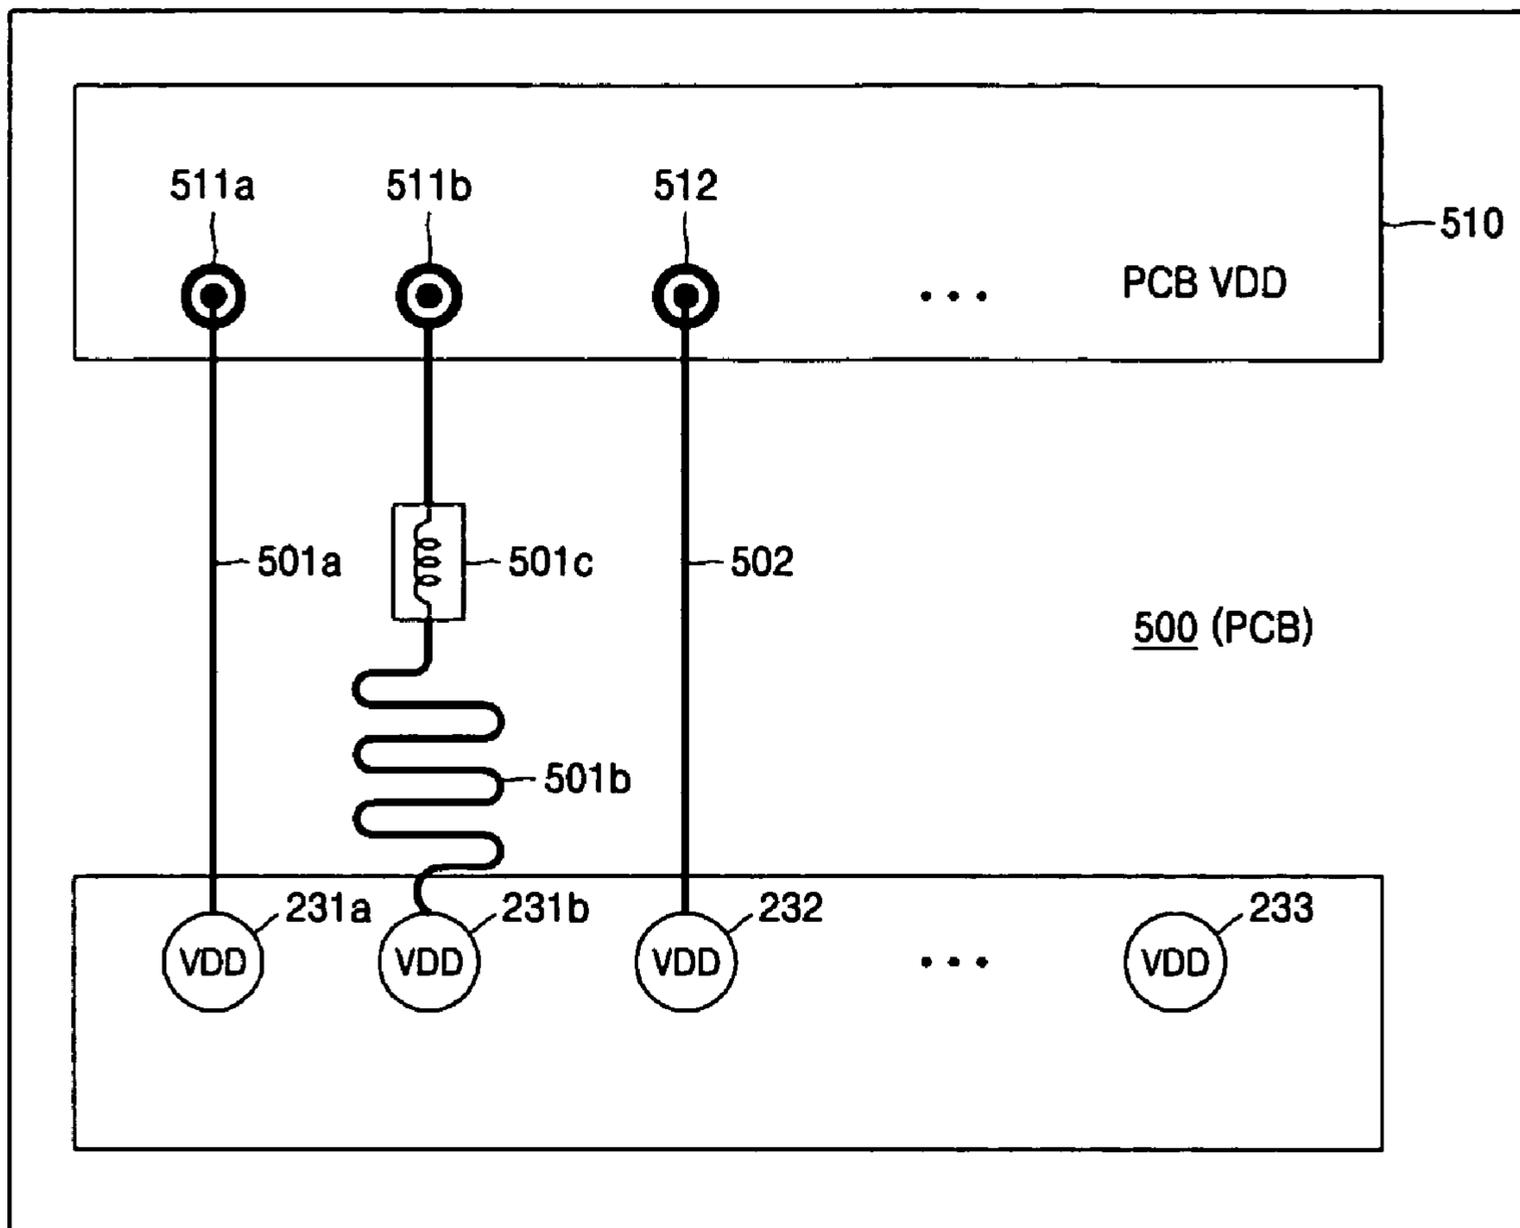 511a 511b 512
510
... PCB VDD
501a 501c 502
500 (PCB)
501b
231a 231b 232 233
VDD VDD VDD ... VDD